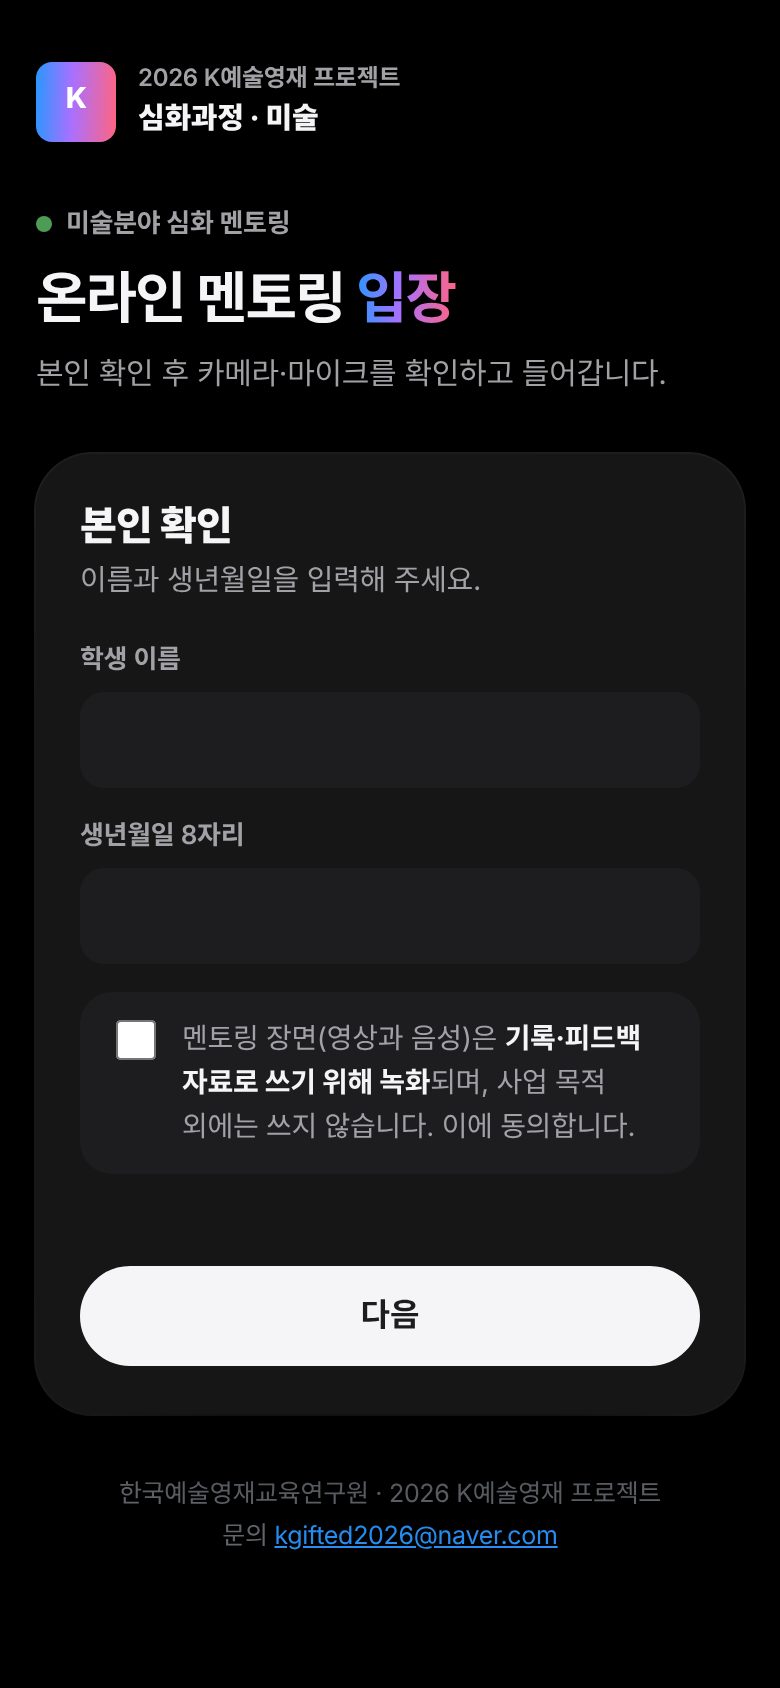 K
2026 K예술영재 프로젝트
심화과정 · 미술
미술분야 심화 멘토링
온라인 멘토링 입장
본인 확인 후 카메라·마이크를 확인하고 들어갑니다.
본인 확인
이름과 생년월일을 입력해 주세요.
학생 이름
생년월일 8자리
멘토링 장면(영상과 음성)은 기록·피드백
자료로 쓰기 위해 녹화되며, 사업 목적
외에는 쓰지 않습니다. 이에 동의합니다.
다음
한국예술영재교육연구원 · 2026 K예술영재 프로젝트
문의 kgifted2026@naver.com